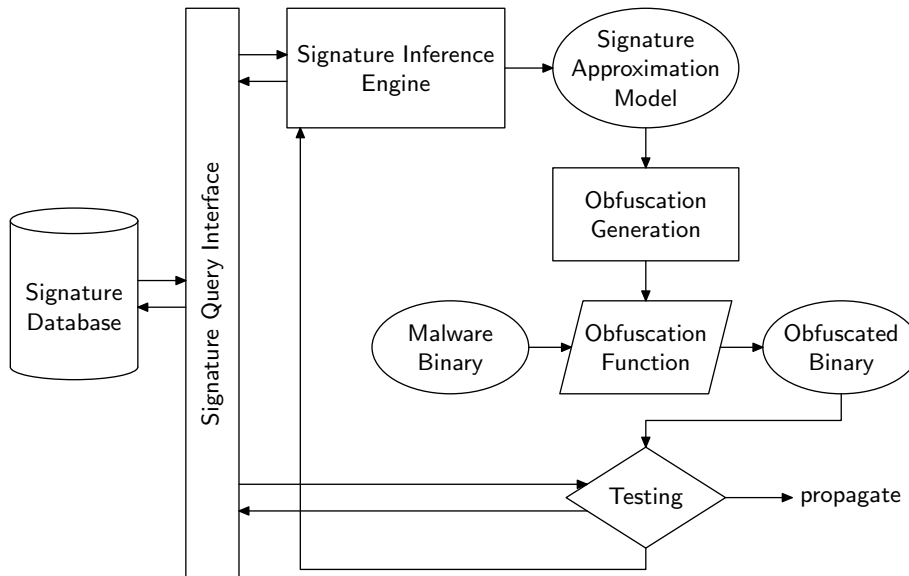 Signature Inference
Engine
Signature
Approximation
Model
Signature Query Interface
Obfuscation
Generation
Signature
Database
Malware
Binary
Obfuscation
Function
Obfuscated
Binary
Testing
propagate